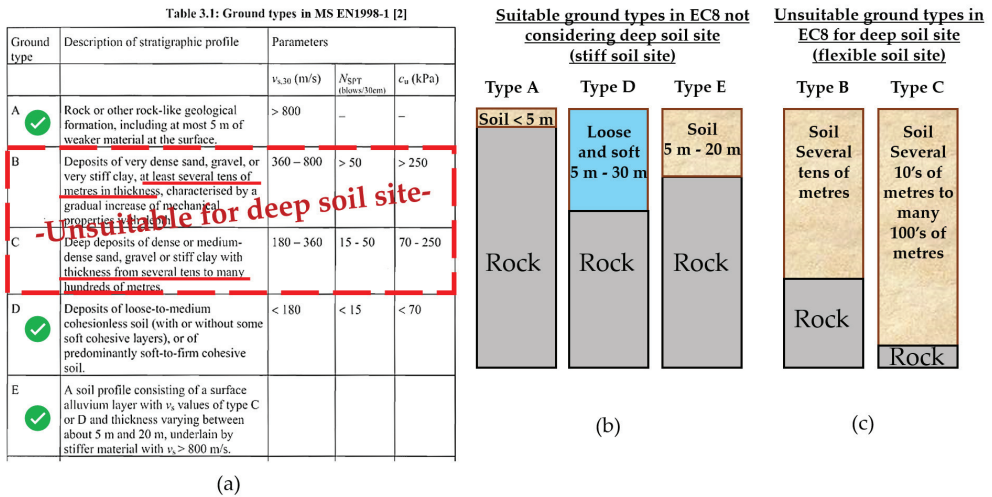 Table 3.1: Ground types in MS EN1998-1 [2]
Ground type
Description of stratigraphic profile
Parameters
vs,30 (m/s)
NSPT (blows/30cm)
cu (kPa)
A
Rock or other rock-like geological
formation, including at most 5 m of
weaker material at the surface.
> 800
–
–
B
Deposits of very dense sand, gravel, or
very stiff clay, at least several tens of
metres in thickness, characterised by a
gradual increase of mechanical
properties with depth.
360 – 800
> 50
> 250
-Unsuitable for deep soil site-
C
Deep deposits of dense or medium-
dense sand, gravel or stiff clay with
thickness from several tens to many
hundreds of metres.
180 – 360
15 - 50
70 - 250
D
Deposits of loose-to-medium
cohesionless soil (with or without some
soft cohesive layers), or of
predominantly soft-to-firm cohesive
soil.
< 180
< 15
< 70
E
A soil profile consisting of a surface
alluvium layer with vs values of type C
or D and thickness varying between
about 5 m and 20 m, underlain by
stiffer material with vs > 800 m/s.
(a)
Suitable ground types in EC8 not
considering deep soil site
(stiff soil site)
Type A
Type D
Type E
Soil < 5 m
Rock
Loose
and soft
5 m - 30 m
Rock
Soil
5 m - 20 m
Rock
(b)
Unsuitable ground types in
EC8 for deep soil site
(flexible soil site)
Type B
Type C
Soil
Several
tens of
metres
Rock
Soil
Several
10's of
metres to
many
100's of
metres
Rock
(c)